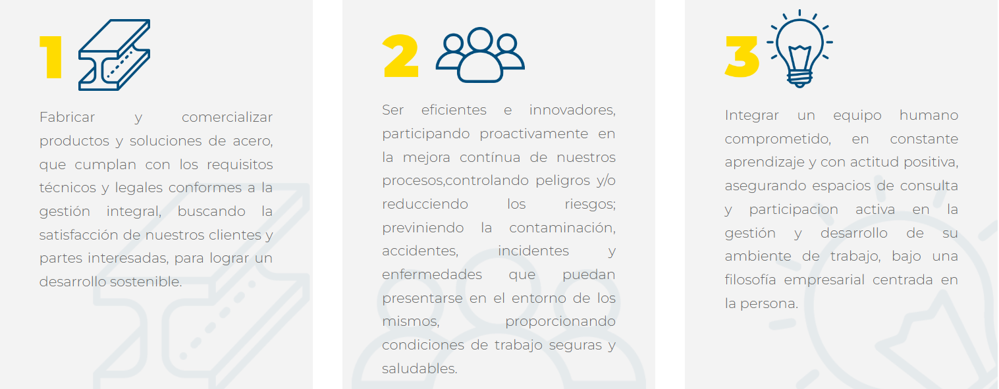 1
Fabricar y comercializar
productos y soluciones de acero,
que cumplan con los requisitos
técnicos y legales conformes a la
gestión integral, buscando la
satisfacción de nuestros clientes y
partes interesadas, para lograr un
desarrollo sostenible.
2
Ser eficientes e innovadores,
participando proactivamente en
la mejora contínua de nuestros
procesos,controlando peligros y/o
reducciendo los riesgos;
previniendo la contaminación,
accidentes, incidentes y
enfermedades que puedan
presentarse en el entorno de los
mismos, proporcionando
condiciones de trabajo seguras y
saludables.
3
Integrar un equipo humano
comprometido, en constante
aprendizaje y con actitud positiva,
asegurando espacios de consulta
y participacion activa en la
gestión y desarrollo de su
ambiente de trabajo, bajo una
filosofía empresarial centrada en
la persona.